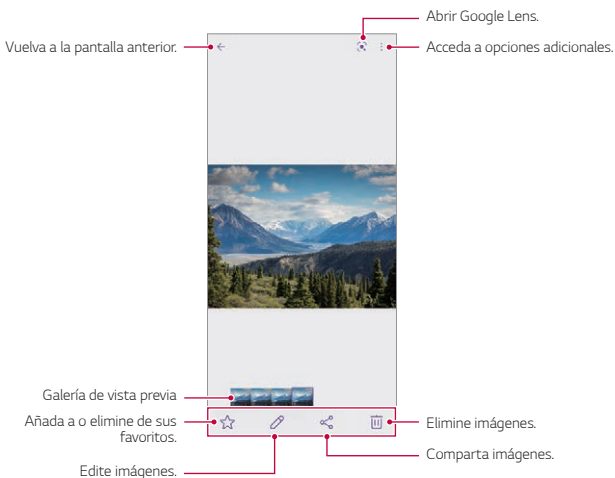 Abrir Google Lens.
Vuelva a la pantalla anterior.
Acceda a opciones adicionales.
Galería de vista previa
Añada a o elimine de sus
favoritos.
Elimine imágenes.
Comparta imágenes.
Edite imágenes.